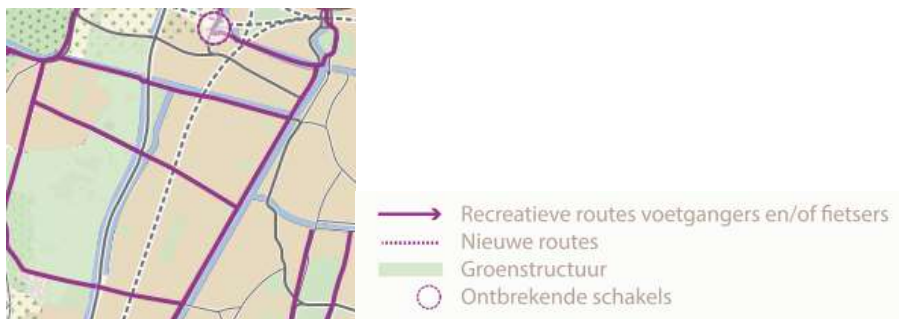 Recreatieve routes voetgangers en/of fietsers
Nieuwe routes
Groenstructuur
Ontbrekende schakels